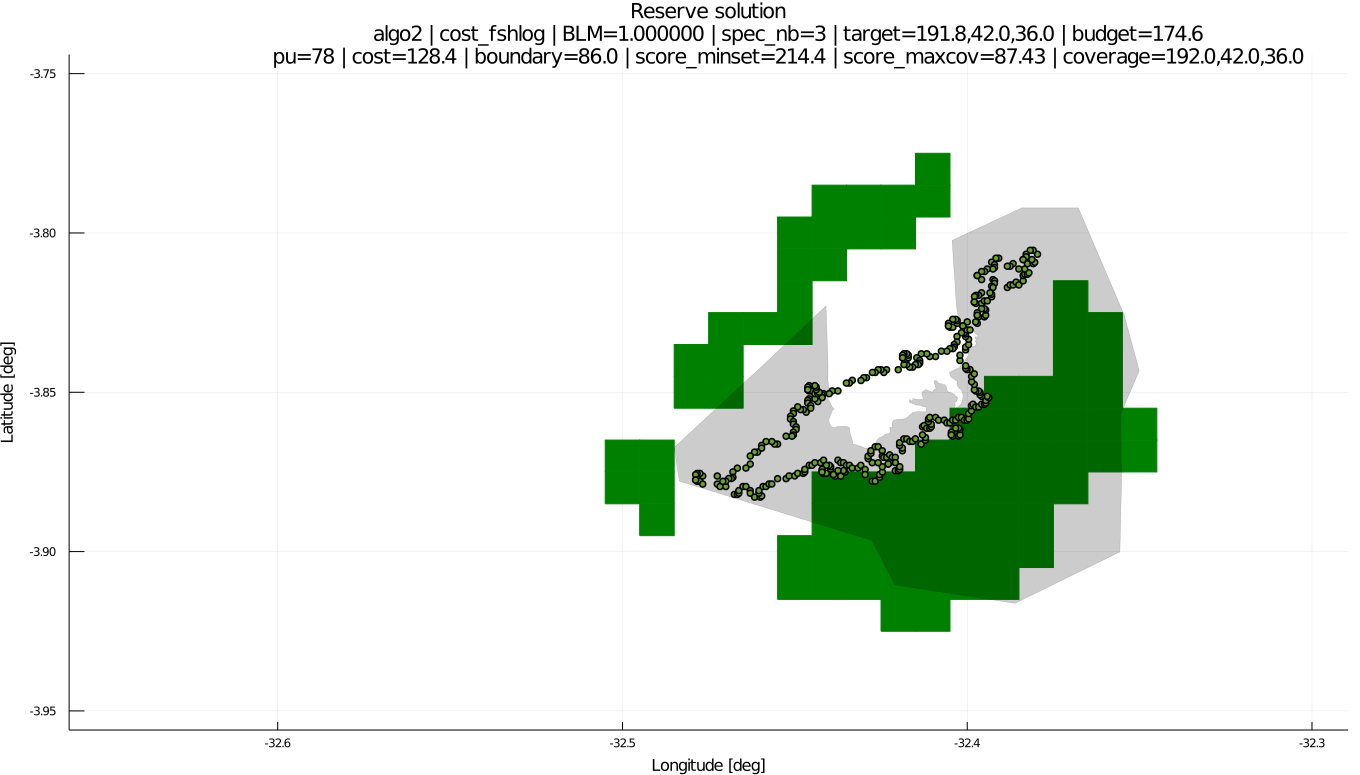 Reserve solution
algo2 | cost_fshlog | BLM=1.000000 | spec_nb=3 | target=191.8,42.0,36.0 | budget=174.6
pu=78 | cost=128.4 | boundary=86.0 | score_minset=214.4 | score_maxcov=87.43 | coverage=192.0,42.0,36.0
-3.75
-3.80
-3.85
-3.90
-3.95
Latitude [deg]
-32.6
-32.5
-32.4
-32.3
Longitude [deg]